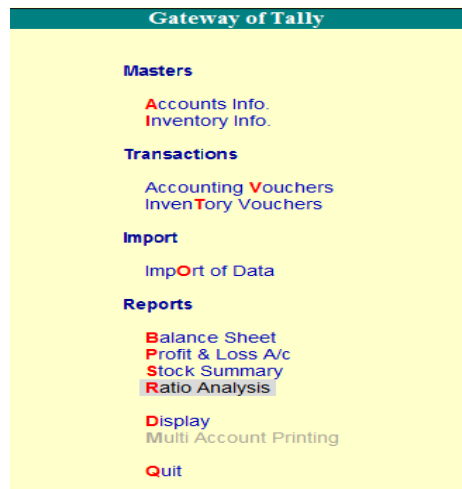 Gateway of Tally
Masters
Accounts Info.
Inventory Info.
Transactions
Accounting Vouchers
InvenTory Vouchers
Import
ImpOrt of Data
Reports
Balance Sheet
Profit & Loss A/c
Stock Summary
Ratio Analysis
Display
Multi Account Printing
Quit